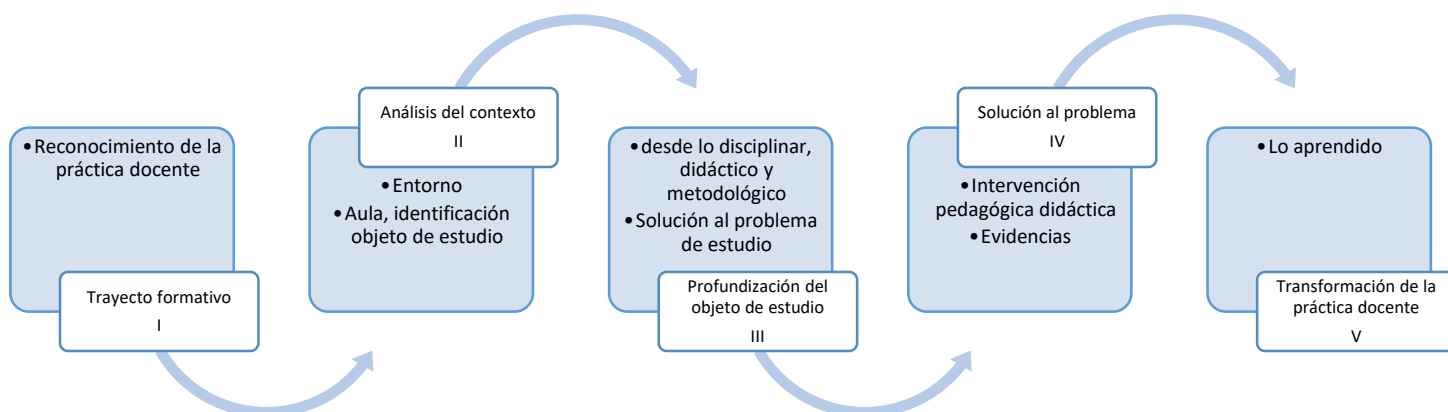 •Reconocimiento de la
práctica docente
Trayecto formativo
I
Análisis del contexto
II
•Entorno
•Aula, identificación
objeto de estudio
•desde lo disciplinar,
didáctico y
metodológico
•Solución al problema
de estudio
Profundización del
objeto de estudio
III
Solución al problema
IV
•Intervención
pedagógica didáctica
•Evidencias
•Lo aprendido
Transformación de la
práctica docente
V